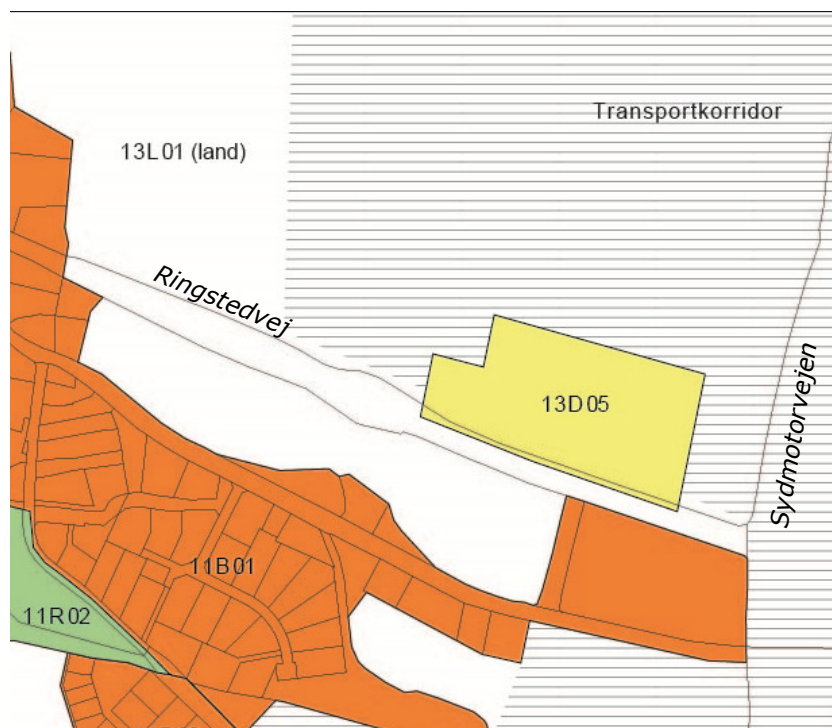 Transportkorridor
13L01 (land)
Ringstedvej
Sydmotorvejen
13D05
11B01
11R02